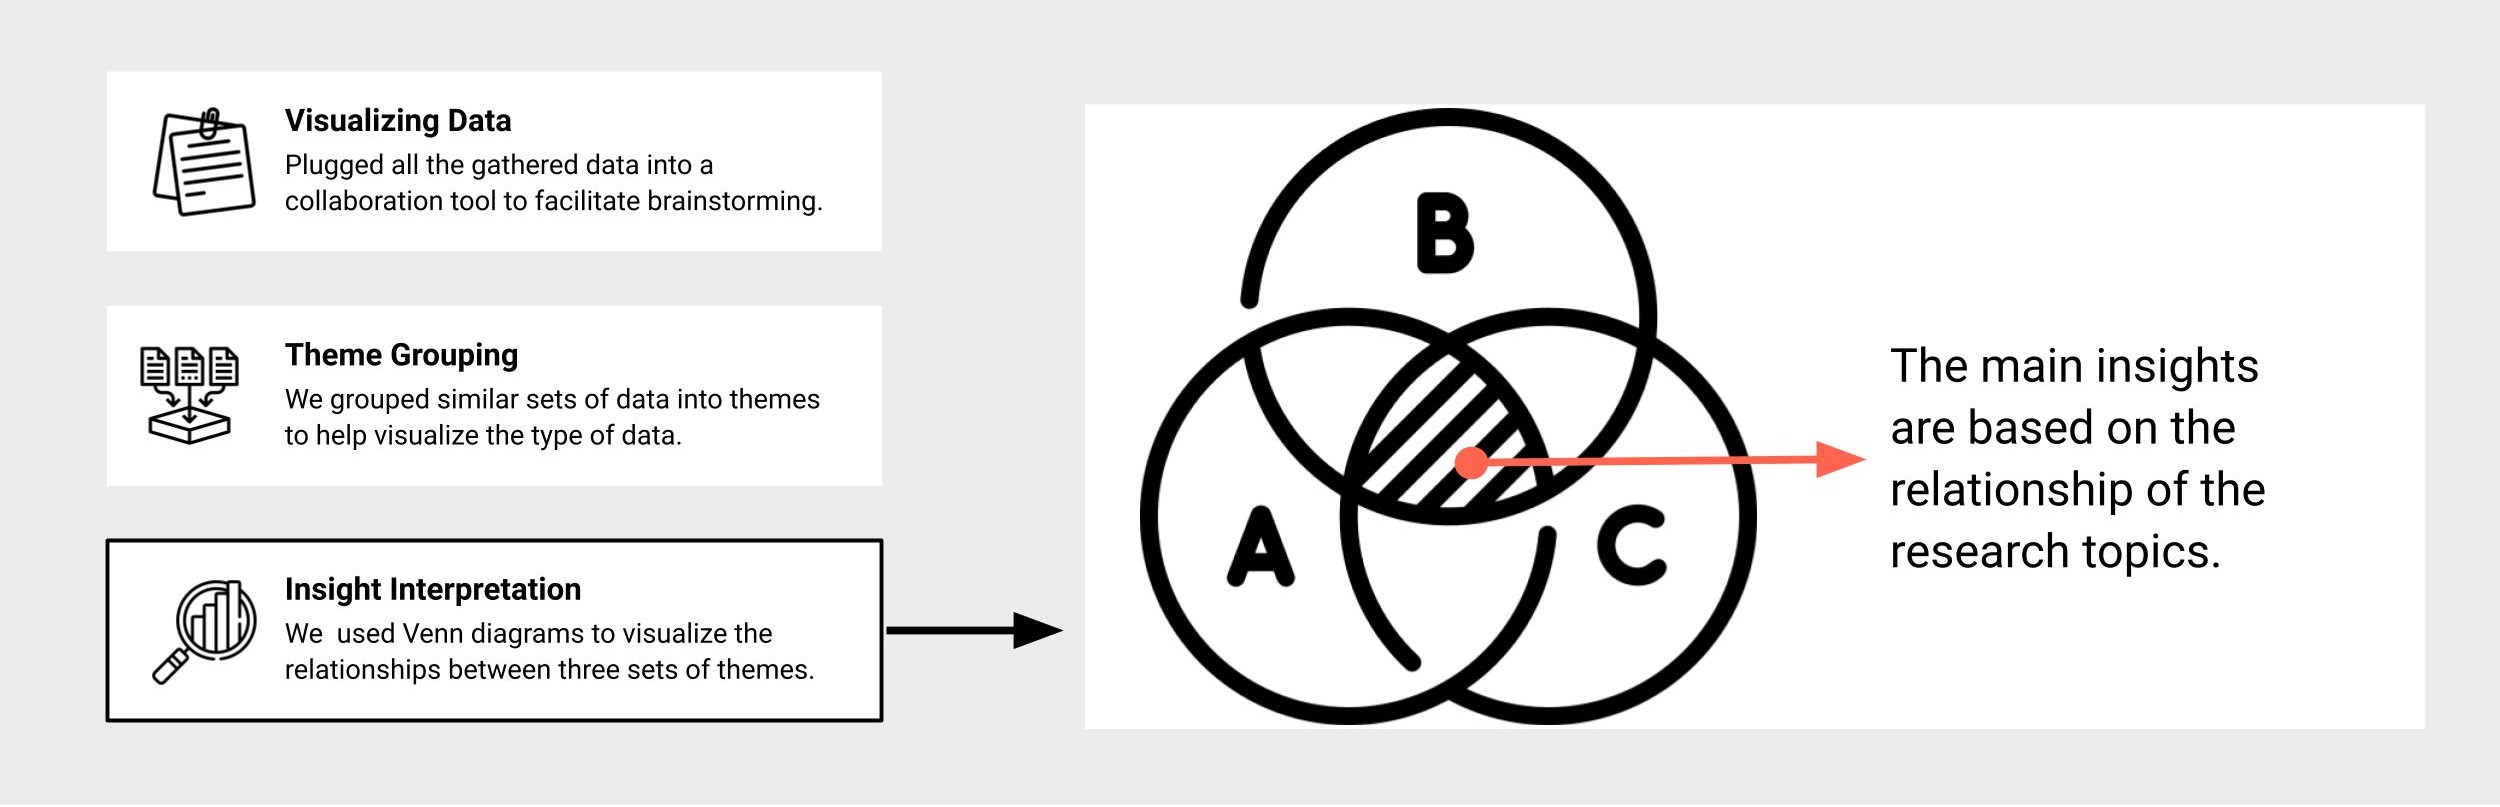 Visualizing Data
Plugged all the gathered data into a
collaboration tool to facilitate brainstorming.
Theme Grouping
We grouped similar sets of data into themes
to help visualize the type of data.
Insight Interpretation
We  used Venn diagrams to visualize the
relationships between three sets of themes.
B
A
C
The main insights
are based on the
relationship of the
research topics.